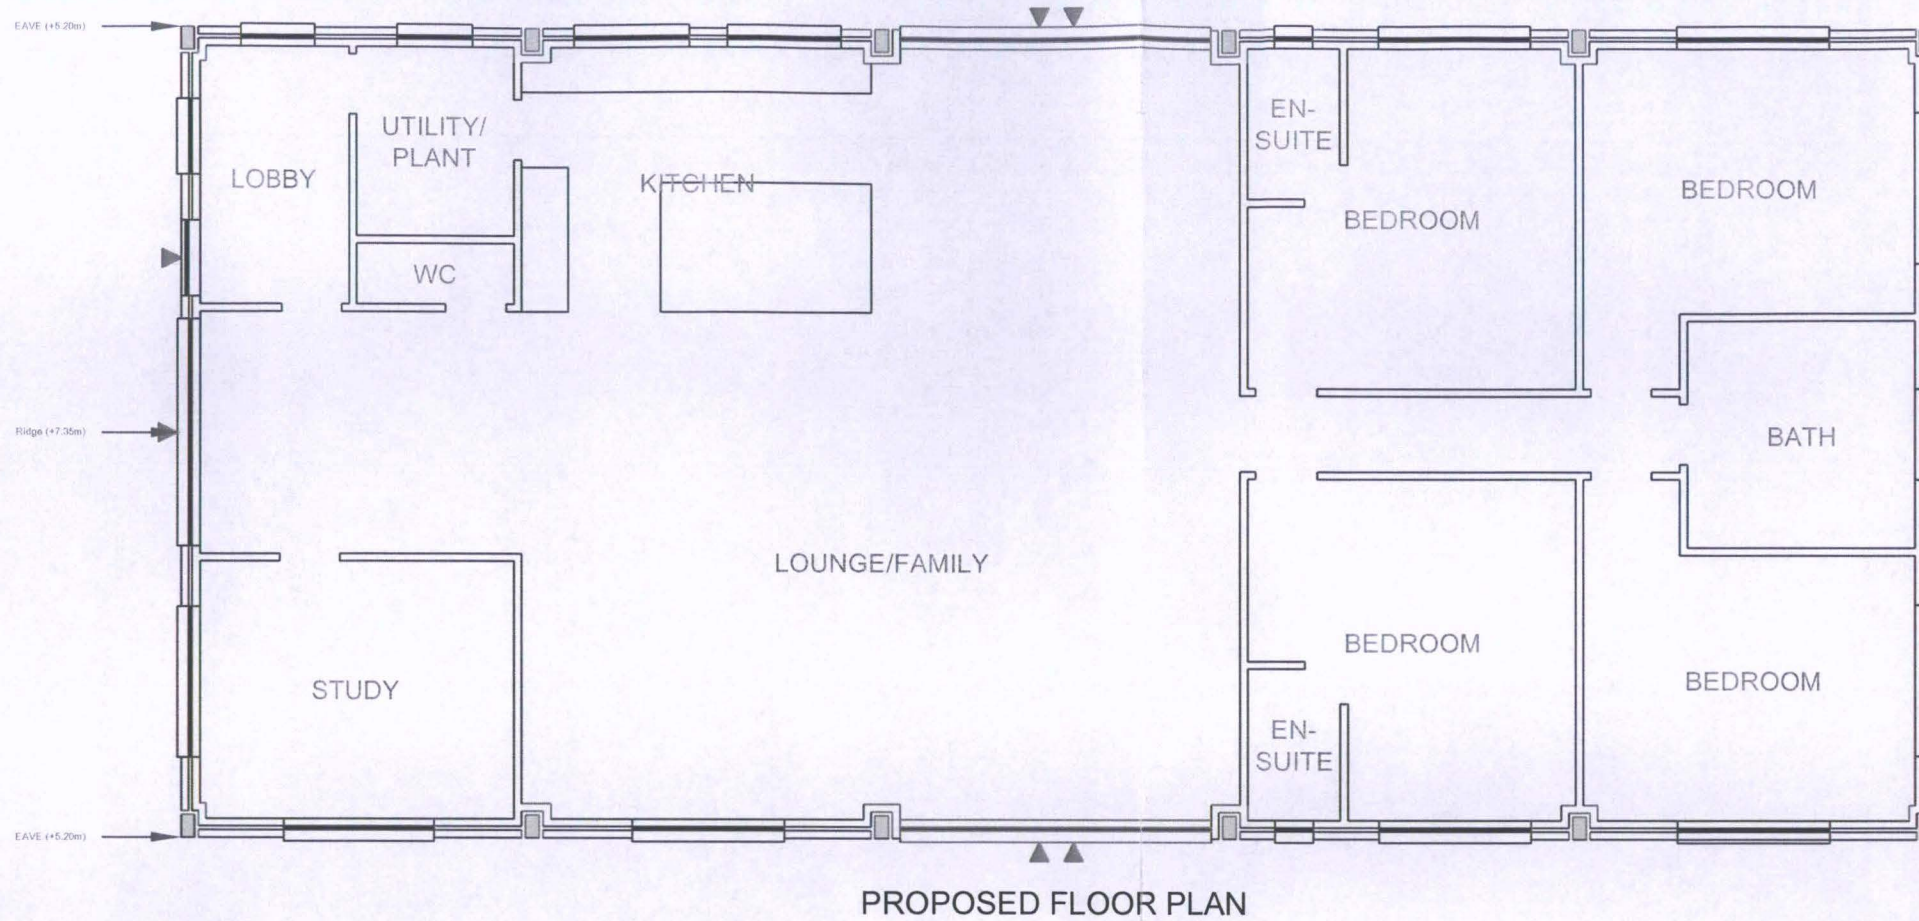 EAVE (+5.20m)
EN-
SUITE
UTILITY/
PLANT
LOBBY
KITCHEN
BEDROOM
BEDROOM
WC
Ridge (+7.35m)
BATH
LOUNGE/FAMILY
BEDROOM
STUDY
BEDROOM
EN-
SUITE
EAVE (+5.20m)
PROPOSED FLOOR PLAN